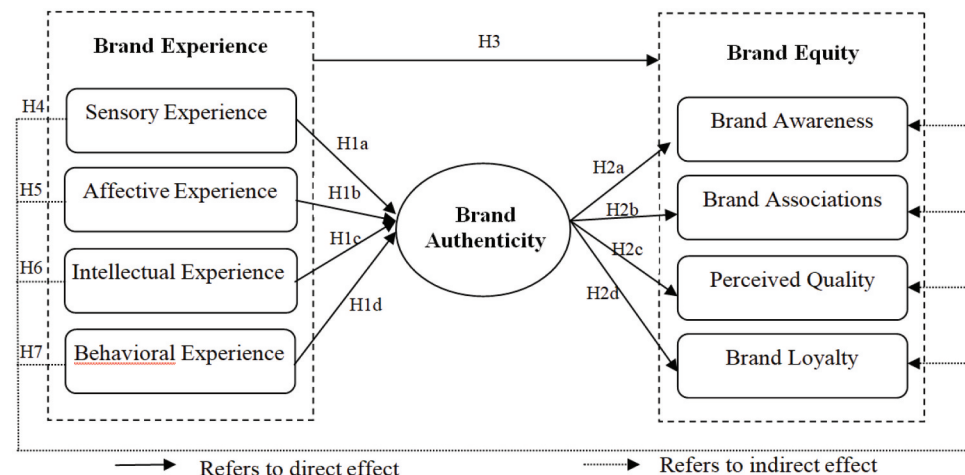 Brand Experience
H3
Brand Equity
H4
Sensory Experience
Brand Awareness
H1a
H2a
H5
Affective Experience
H1b
Brand
Authenticity
H2b
Brand Associations
H6
Intellectual Experience
H1c
H2c
Perceived Quality
H7
Behavioral Experience
H1d
H2d
Brand Loyalty
Refers to direct effect
Refers to indirect effect